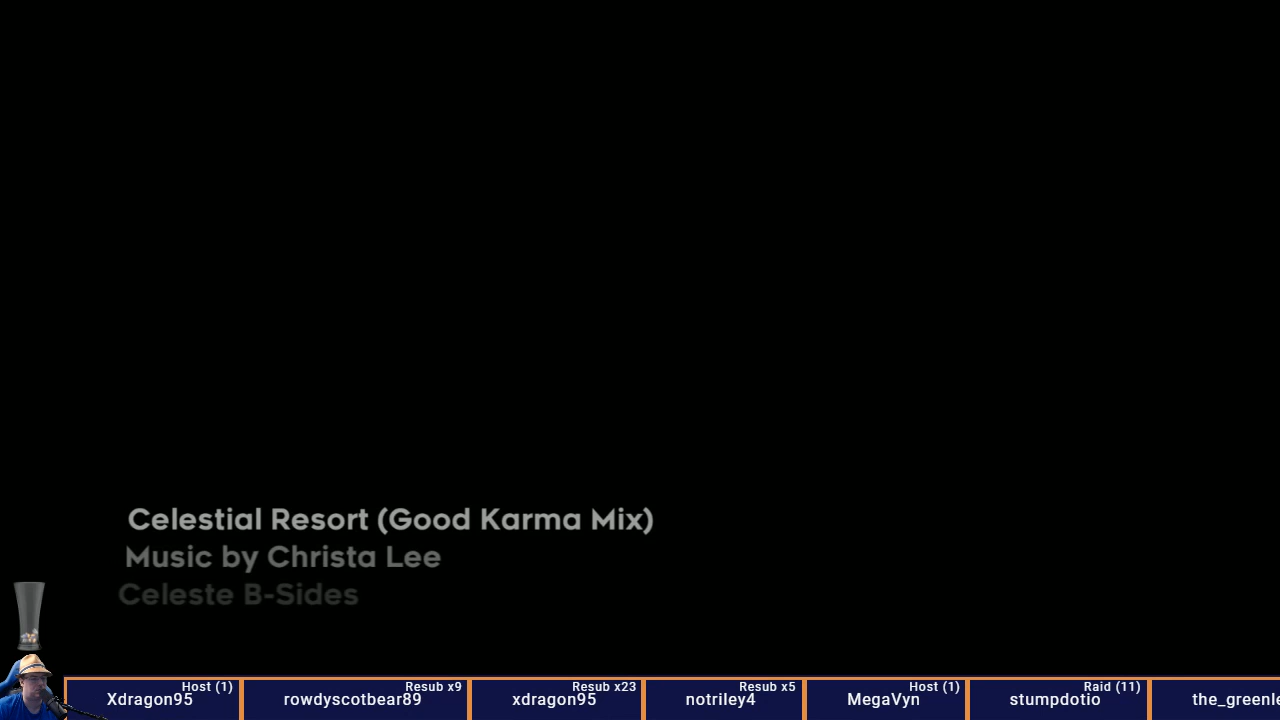 Celestial Resort (Good Karma Mix)
Music by Christa Lee
Celeste B-Sides
Host (1)
Xdragon95
Resub x9
rowdyscotbear89
Resub x23
xdragon95
Resub x5
notriley4
Host (1)
MegaVyn
Raid (11)
stumpdotio